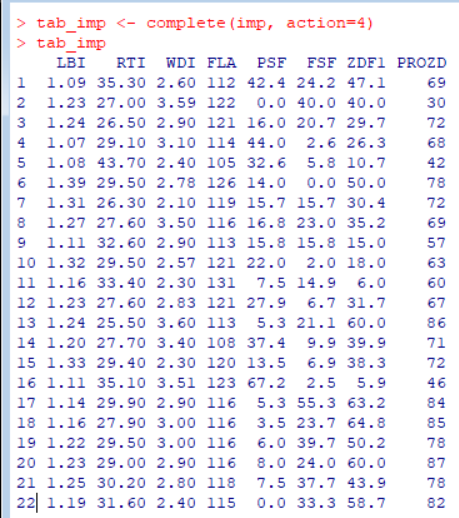 > tab_imp <- complete(imp, action=4)
> tab_imp
LBI RTI WDI FLA PSF FSF ZDF1 PROZD
1 1.09 35.30 2.60 112 42.4 24.2 47.1 69
2 1.23 27.00 3.59 122 0.0 40.0 40.0 30
3 1.24 26.50 2.90 121 16.0 20.7 29.7 72
4 1.07 29.10 3.10 114 44.0 2.6 26.3 68
5 1.08 43.70 2.40 105 32.6 5.8 10.7 42
6 1.39 29.50 2.78 126 14.0 0.0 50.0 78
7 1.31 26.30 2.10 119 15.7 15.7 30.4 72
8 1.27 27.60 3.50 116 16.8 23.0 35.2 69
9 1.11 32.60 2.90 113 15.8 15.8 15.0 57
10 1.32 29.50 2.57 121 22.0 2.0 18.0 63
11 1.16 33.40 2.30 131 7.5 14.9 6.0 60
12 1.23 27.60 2.83 121 27.9 6.7 31.7 67
13 1.24 25.50 3.60 113 5.3 21.1 60.0 86
14 1.20 27.70 3.40 108 37.4 9.9 39.9 71
15 1.33 29.40 2.30 120 13.5 6.9 38.3 72
16 1.11 35.10 3.51 123 67.2 2.5 5.9 46
17 1.14 29.90 2.90 116 5.3 55.3 63.2 84
18 1.16 27.90 3.00 116 3.5 23.7 64.8 85
19 1.22 29.50 3.00 116 6.0 39.7 50.2 78
20 1.23 29.00 2.90 116 8.0 24.0 60.0 87
21 1.25 30.20 2.80 118 7.5 37.7 43.9 78
22 1.19 31.60 2.40 115 0.0 33.3 58.7 82